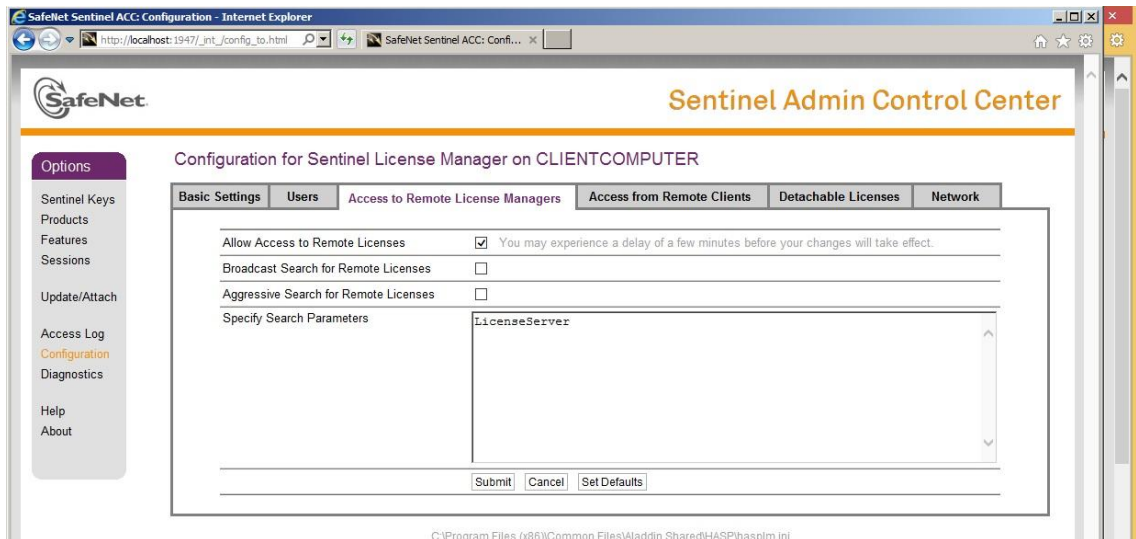 SafeNet Sentinel ACC: Configuration - Internet Explorer
http://localhost:1947/_int_/config_to.html
SafeNet Sentinel ACC: Confi...
SafeNet.
Sentinel Admin Control Center
Options
Sentinel Keys
Products
Features
Sessions
Update/Attach
Access Log
Configuration
Diagnostics
Help
About
Configuration for Sentinel License Manager on CLIENTCOMPUTER
Basic Settings Users Access to Remote License Managers Access from Remote Clients Detachable Licenses Network
Allow Access to Remote Licenses You may experience a delay of a few minutes before your changes will take effect.
Broadcast Search for Remote Licenses
Aggressive Search for Remote Licenses
Specify Search Parameters LicenseServer
Submit Cancel Set Defaults
C:\Program Files (x86)\Common Files\Aladdin Shared\HASP\hasplm.ini